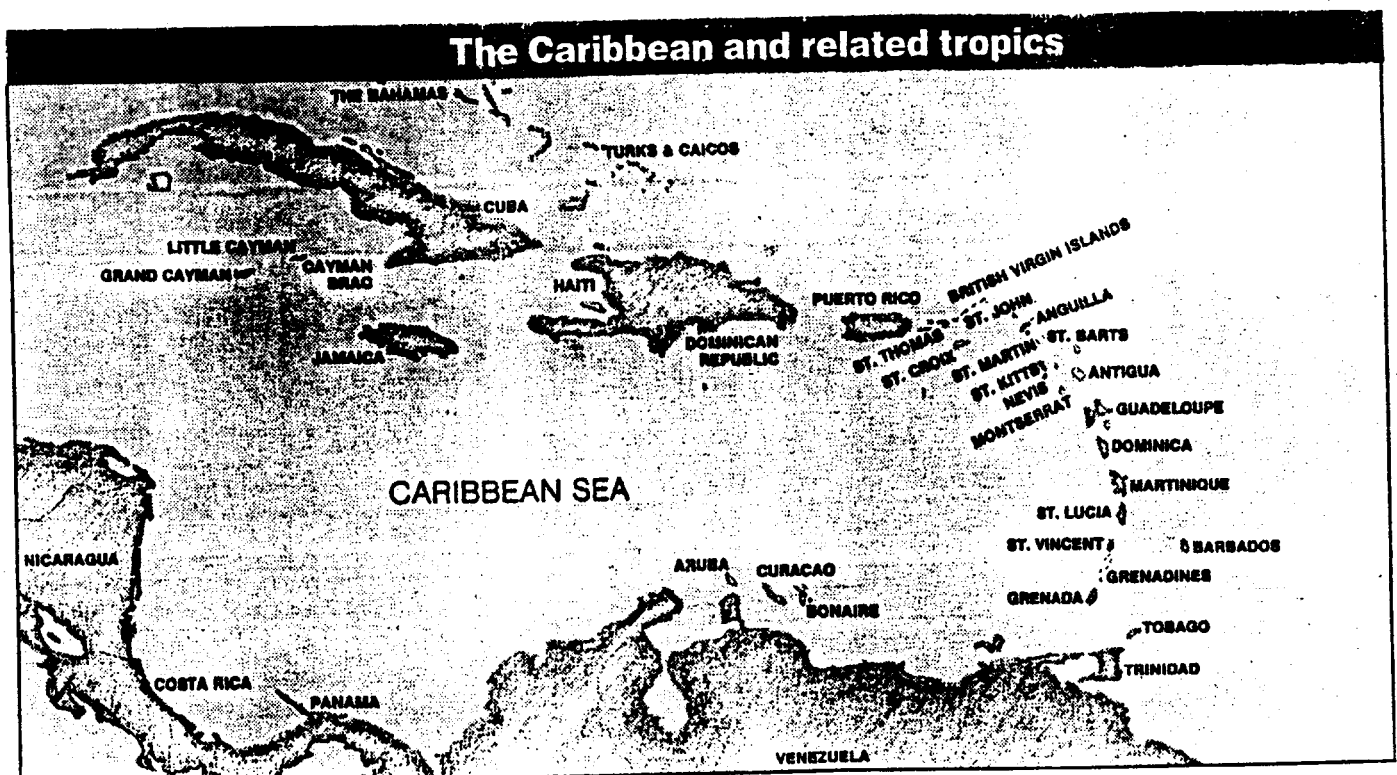 The Caribbean and related tropics
THE BAHAMAS
TURKS & CAICOS
CUBA
LITTLE CAYMAN
GRAND CAYMAN
CAYMAN
BRAC
HAITI
JAMAICA
DOMINICAN
REPUBLIC
PUERTO RICO
BRITISH VIRGIN ISLANDS
ST. THOMAS
ST. JOHN
ST. CROIX
ANGUILLA
ST. MARTIN
ST. BARTS
ST. KITTS
NEVIS
ANTIGUA
MONTSERRAT
GUADELOUPE
DOMINICA
CARIBBEAN SEA
MARTINIQUE
ST. LUCIA
NICARAGUA
ST. VINCENT
BARBADOS
ARUBA
CURACAO
BONAIRE
GRENADINES
GRENADA
TOBAGO
TRINIDAD
COSTA RICA
PANAMA
VENEZUELA